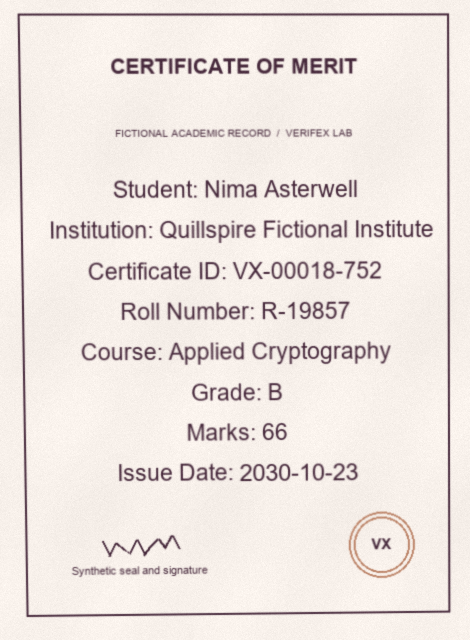 CERTIFICATE OF MERIT
FICTIONAL ACADEMIC RECORD / VERIFEX LAB
Student: Nima Asterwell
Institution: Quillspire Fictional Institute
Certificate ID: VX-00018-752
Roll Number: R-19857
Course: Applied Cryptography
Grade: B
Marks: 66
Issue Date: 2030-10-23
VX
Synthetic seal and signature